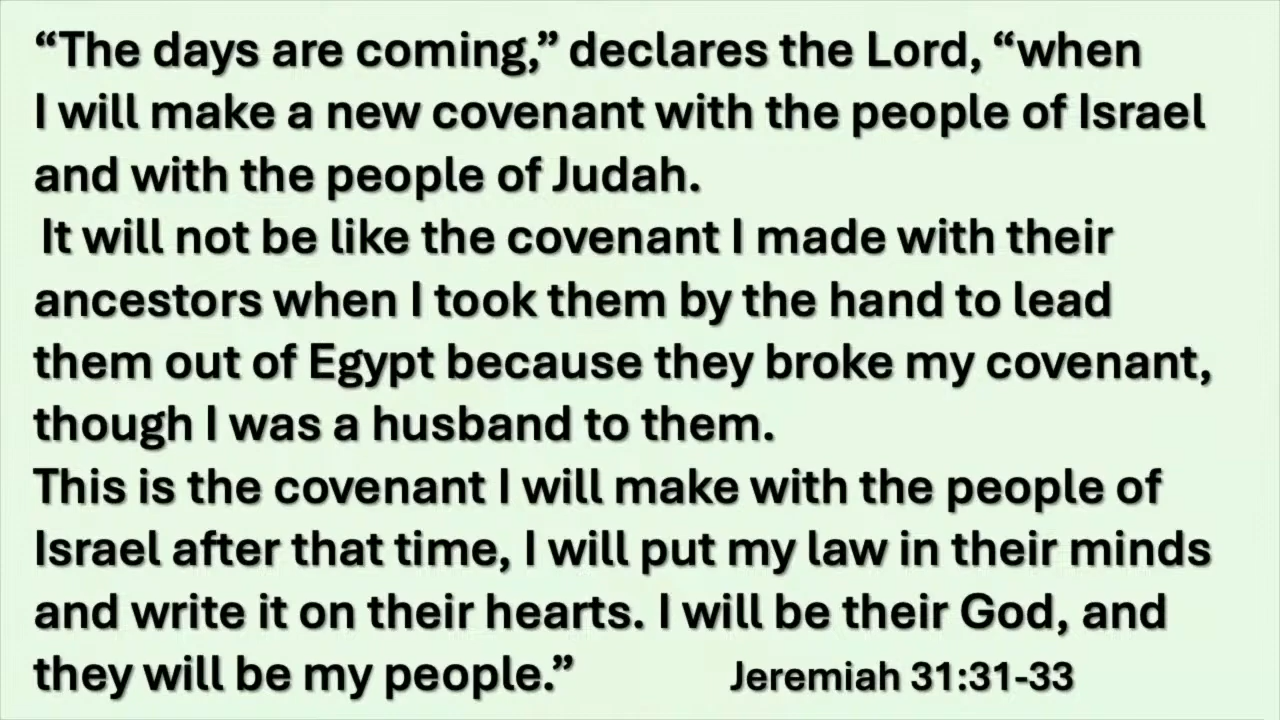 “The days are coming,” declares the Lord, “when
I will make a new covenant with the people of Israel
and with the people of Judah.
It will not be like the covenant I made with their
ancestors when I took them by the hand to lead
them out of Egypt because they broke my covenant,
though I was a husband to them.
This is the covenant I will make with the people of
Israel after that time, I will put my law in their minds
and write it on their hearts. I will be their God, and
they will be my people.” Jeremiah 31:31-33